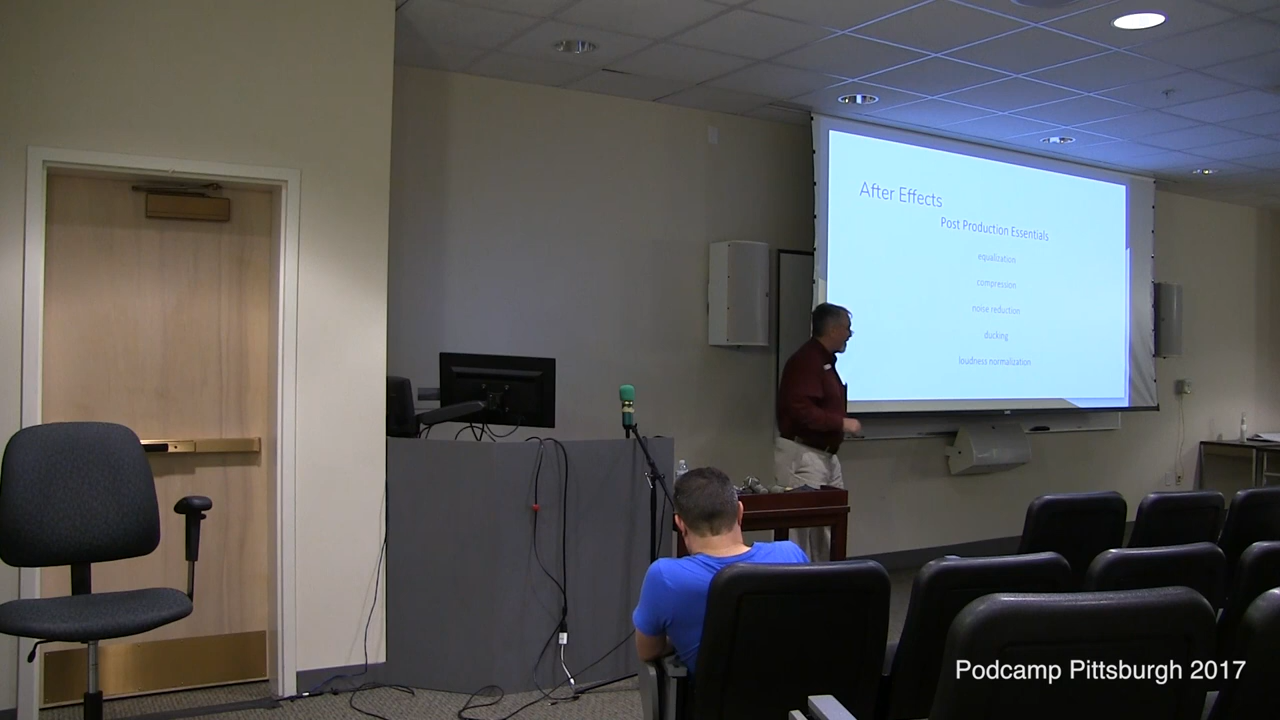 After Effects
Post Production Essentials
equalization
compression
noise reduction
ducking
loudness normalization
Podcamp Pittsburgh 2017